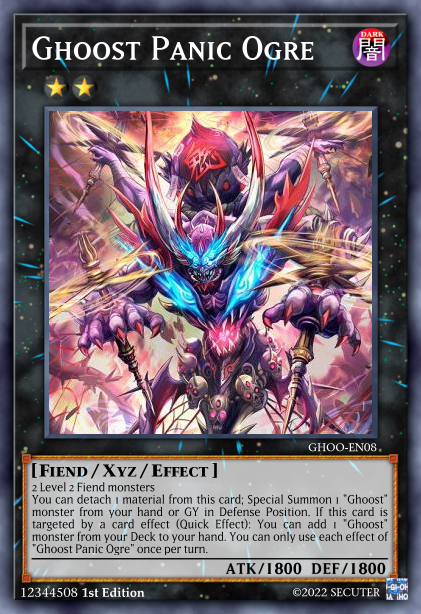 Ghoost Panic Ogre
DARK
闇
GHOO-EN08
[Fiend / Xyz / Effect]
2 Level 2 Fiend monsters
You can detach 1 material from this card; Special Summon 1 "Ghoost"
monster from your hand or GY in Defense Position. If this card is
targeted by a card effect (Quick Effect): You can add 1 "Ghoost"
monster from your Deck to your hand. You can only use each effect of
"Ghoost Panic Ogre" once per turn.
ATK/1800 DEF/1800
12344508 1st Edition
©2022 SECUTER